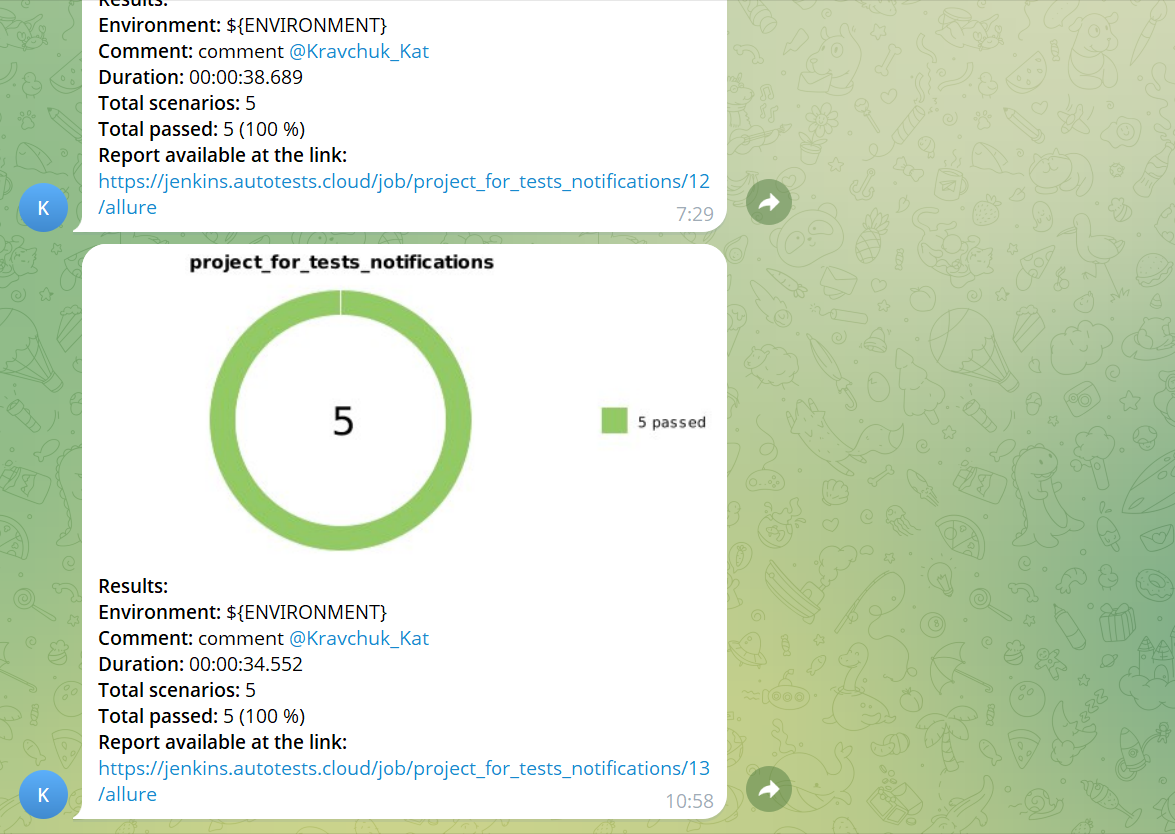 Results:
Environment: ${ENVIRONMENT}
Comment: comment @Kravchuk_Kat
Duration: 00:00:38.689
Total scenarios: 5
Total passed: 5 (100 %)
Report available at the link:
https://jenkins.autotests.cloud/job/project_for_tests_notifications/12
/allure
K
7:29
project_for_tests_notifications
5
5 passed
Results:
Environment: ${ENVIRONMENT}
Comment: comment @Kravchuk_Kat
Duration: 00:00:34.552
Total scenarios: 5
Total passed: 5 (100 %)
Report available at the link:
https://jenkins.autotests.cloud/job/project_for_tests_notifications/13
/allure
K
10:58